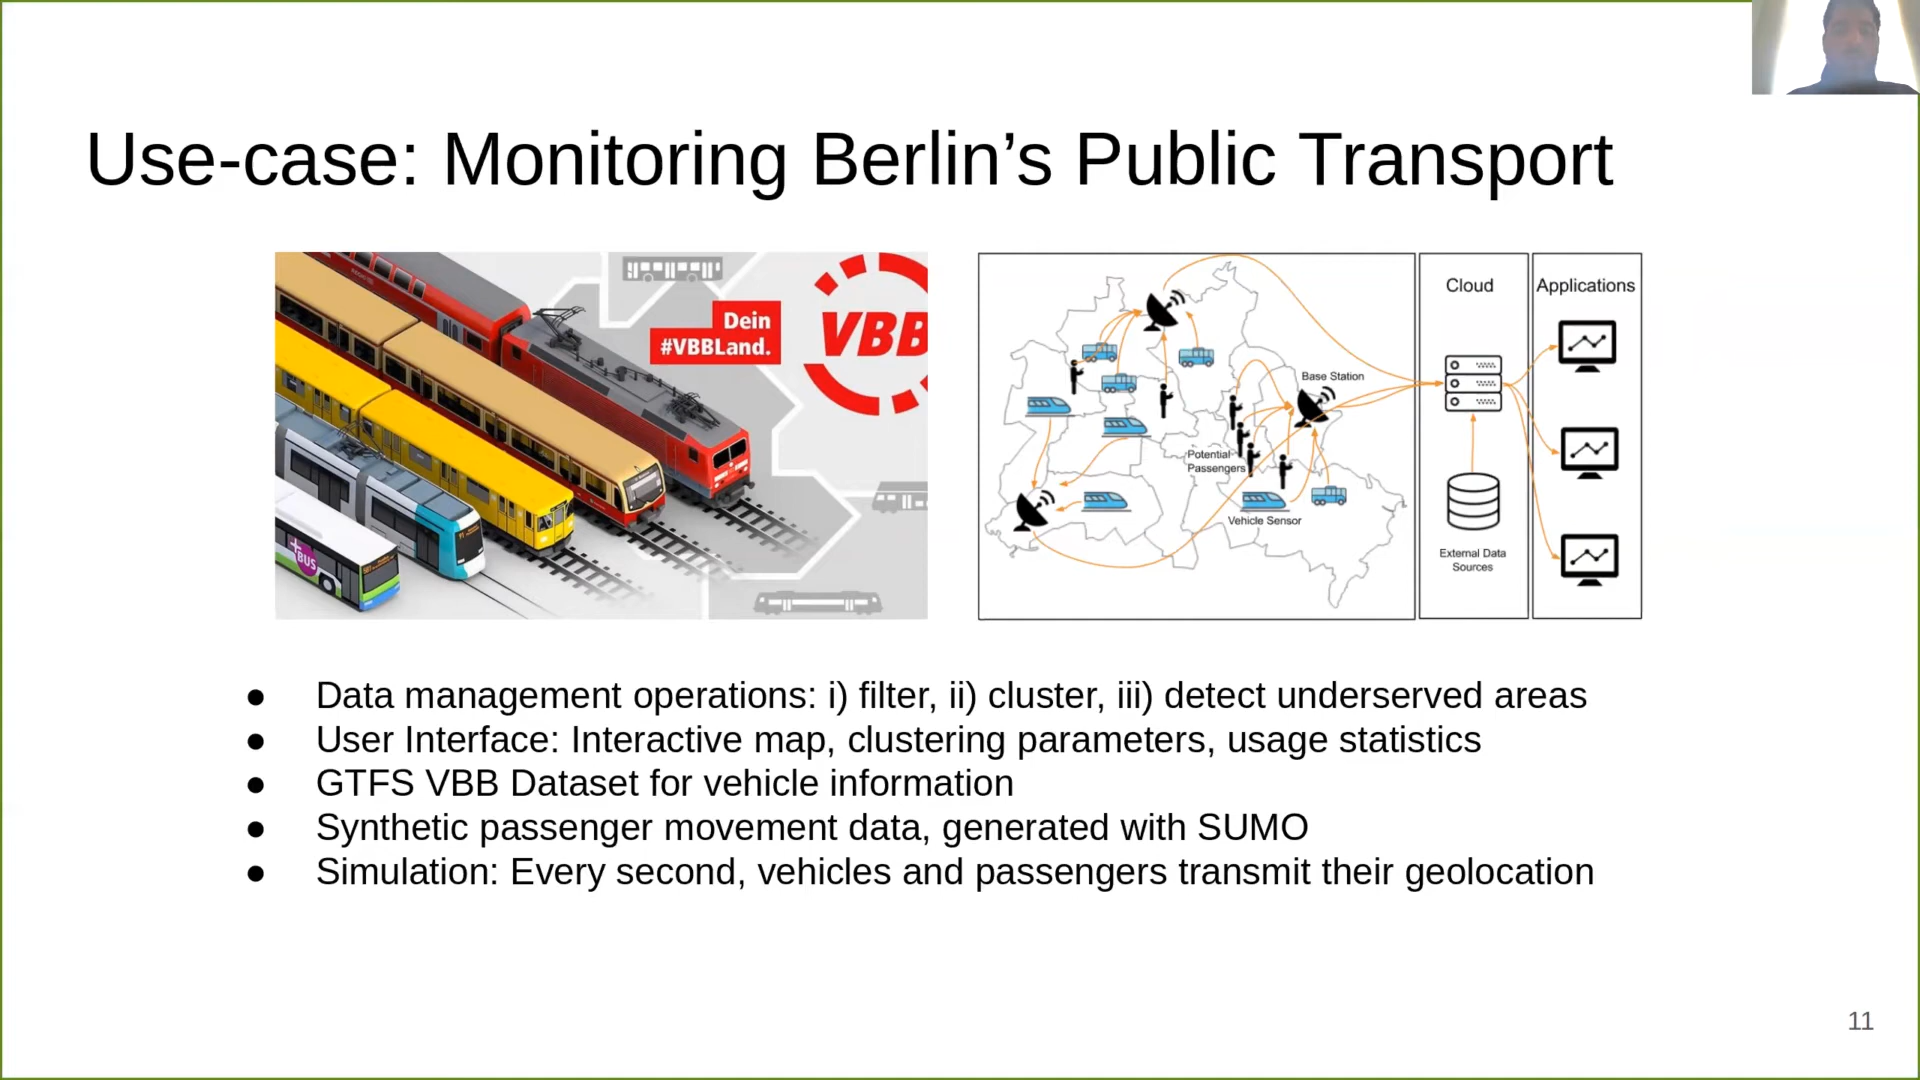 Use-case: Monitoring Berlin’s Public Transport
Dein
#VBBLand.
VBB
BUS
Cloud
Applications
Base Station
Potential
Passengers
Vehicle Sensor
External Data
Sources
● Data management operations: i) filter, ii) cluster, iii) detect underserved areas
● User Interface: Interactive map, clustering parameters, usage statistics
● GTFS VBB Dataset for vehicle information
● Synthetic passenger movement data, generated with SUMO
● Simulation: Every second, vehicles and passengers transmit their geolocation
11